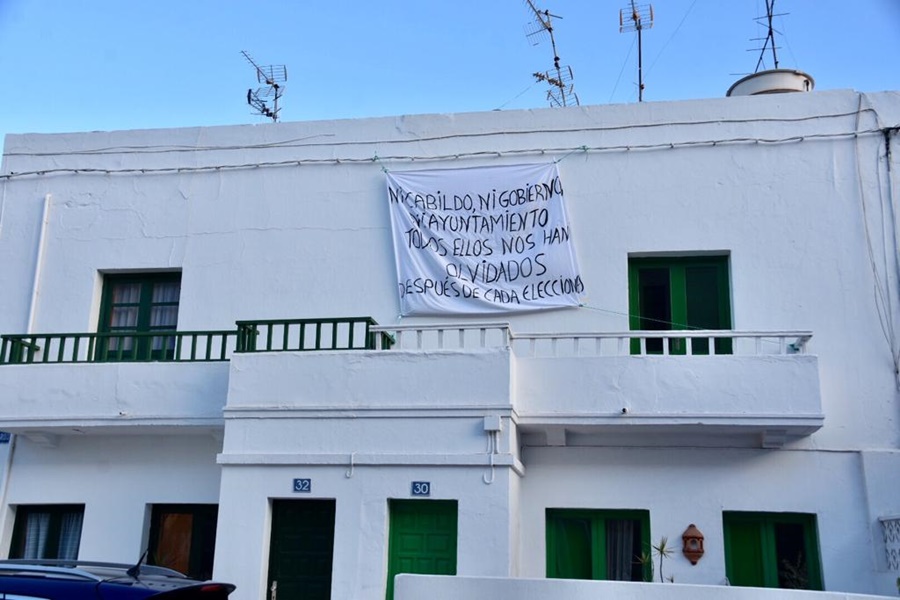 NI CABILDO, NI GOBIERNO,
NI AYUNTAMIENTO
TODOS ELLOS NOS HAN
OLVIDADOS
DESPUÉS DE CADA ELECCIONES
32
30